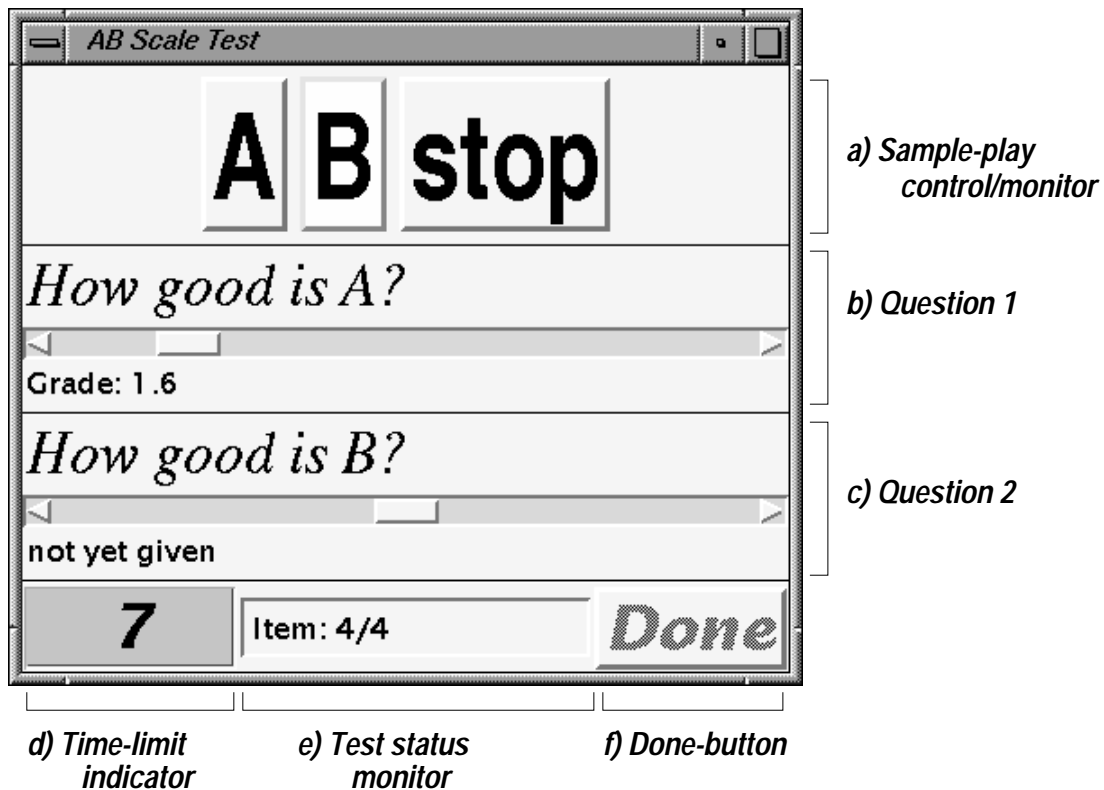 AB Scale Test
A B stop
a) Sample-play
control/monitor
How good is A?
Grade: 1.6
b) Question 1
How good is B?
not yet given
c) Question 2
7 Item: 4/4 Done
d) Time-limit
indicator
e) Test status
monitor
f) Done-button